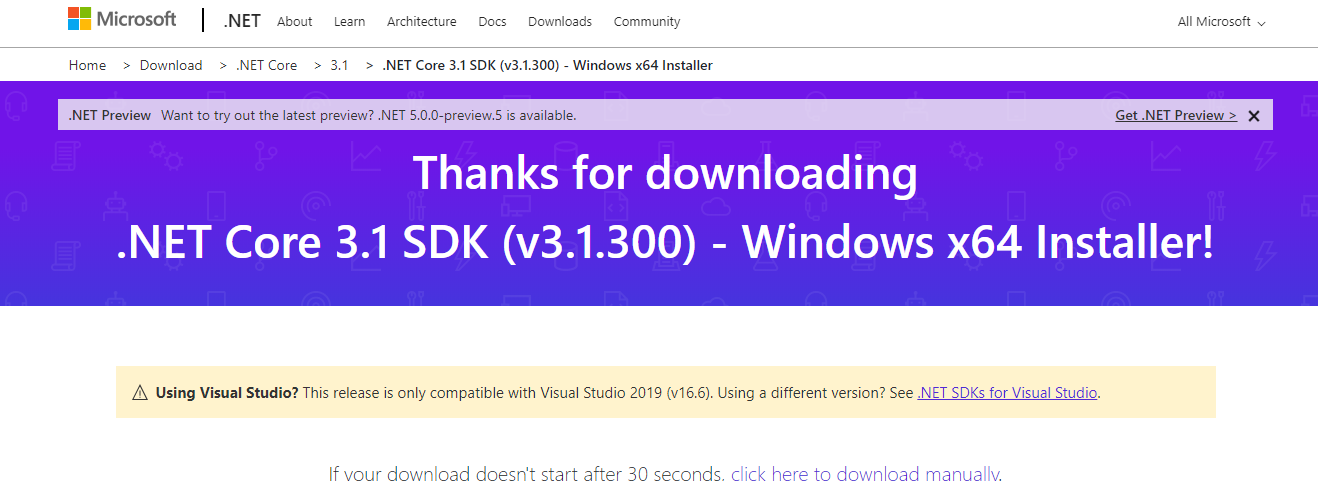 Microsoft .NET About Learn Architecture Docs Downloads Community All Microsoft
Home > Download > .NET Core > 3.1 > .NET Core 3.1 SDK (v3.1.300) - Windows x64 Installer
.NET Preview Want to try out the latest preview? .NET 5.0.0-preview.5 is available. Get .NET Preview >
Thanks for downloading
.NET Core 3.1 SDK (v3.1.300) - Windows x64 Installer!
Using Visual Studio? This release is only compatible with Visual Studio 2019 (v16.6). Using a different version? See .NET SDKs for Visual Studio.
If your download doesn't start after 30 seconds, click here to download manually.